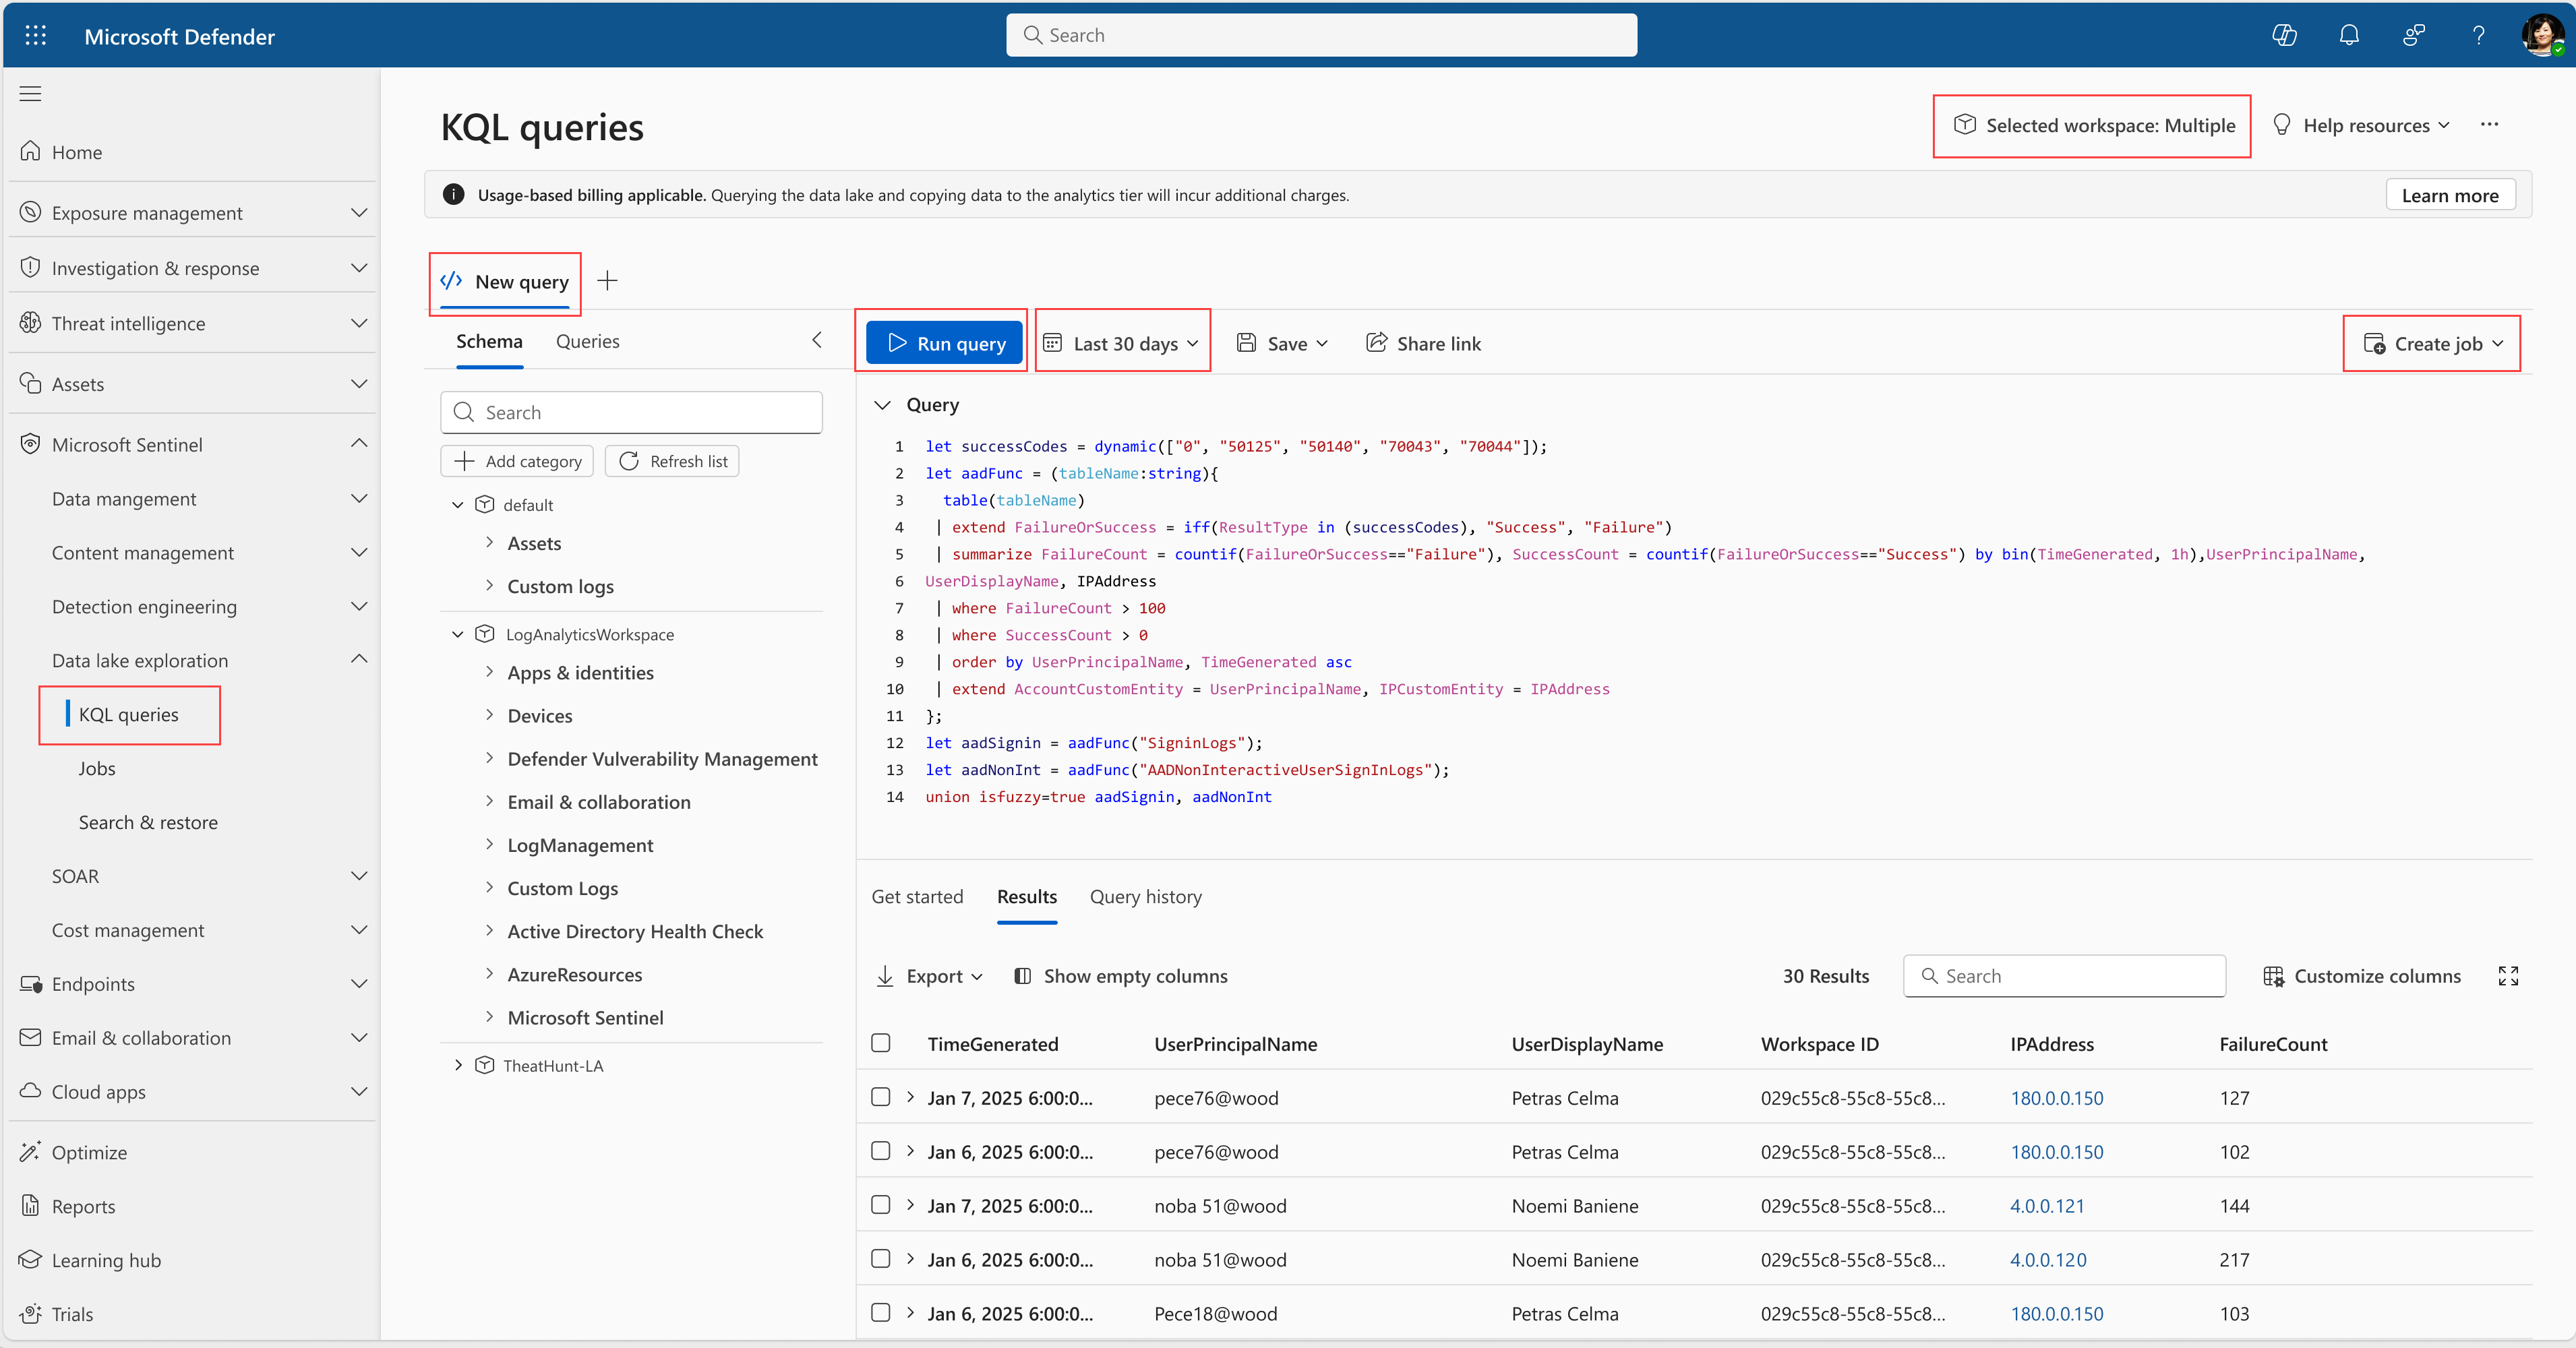 Microsoft Defender
Search
Home
Exposure management
Investigation & response
Threat intelligence
Assets
Microsoft Sentinel
Data mangement
Content management
Detection engineering
Data lake exploration
KQL queries
Jobs
Search & restore
SOAR
Cost management
Endpoints
Email & collaboration
Cloud apps
Optimize
Reports
Learning hub
Trials
KQL queries
Selected workspace: Multiple
Help resources
Usage-based billing applicable. Querying the data lake and copying data to the analytics tier will incur additional charges.
Learn more
New query
Schema
Queries
Search
Add category
Refresh list
default
Assets
Custom logs
LogAnalyticsWorkspace
Apps & identities
Devices
Defender Vulverability Management
Email & collaboration
LogManagement
Custom Logs
Active Directory Health Check
AzureResources
Microsoft Sentinel
TheatHunt-LA
Run query
Last 30 days
Save
Share link
Create job
Query
1 let successCodes = dynamic(["0", "50125", "50140", "70043", "70044"]);
2 let aadFunc = (tableName:string){
3 table(tableName)
4 | extend FailureOrSuccess = iff(ResultType in (successCodes), "Success", "Failure")
5 | summarize FailureCount = countif(FailureOrSuccess=="Failure"), SuccessCount = countif(FailureOrSuccess=="Success") by bin(TimeGenerated, 1h),UserPrincipalName,
6 UserDisplayName, IPAddress
7 | where FailureCount > 100
8 | where SuccessCount > 0
9 | order by UserPrincipalName, TimeGenerated asc
10 | extend AccountCustomEntity = UserPrincipalName, IPCustomEntity = IPAddress
11 };
12 let aadSignin = aadFunc("SigninLogs");
13 let aadNonInt = aadFunc("AADNonInteractiveUserSignInLogs");
14 union isfuzzy=true aadSignin, aadNonInt
Get started
Results
Query history
Export
Show empty columns
30 Results
Search
Customize columns
TimeGenerated UserPrincipalName UserDisplayName Workspace ID IPAddress FailureCount
Jan 7, 2025 6:00:0... pece76@wood Petras Celma 029c55c8-55c8-55c8... 180.0.0.150 127
Jan 6, 2025 6:00:0... pece76@wood Petras Celma 029c55c8-55c8-55c8... 180.0.0.150 102
Jan 7, 2025 6:00:0... noba 51@wood Noemi Baniene 029c55c8-55c8-55c8... 4.0.0.121 144
Jan 6, 2025 6:00:0... noba 51@wood Noemi Baniene 029c55c8-55c8-55c8... 4.0.0.120 217
Jan 6, 2025 6:00:0... Pece18@wood Petras Celma 029c55c8-55c8-55c8... 180.0.0.150 103